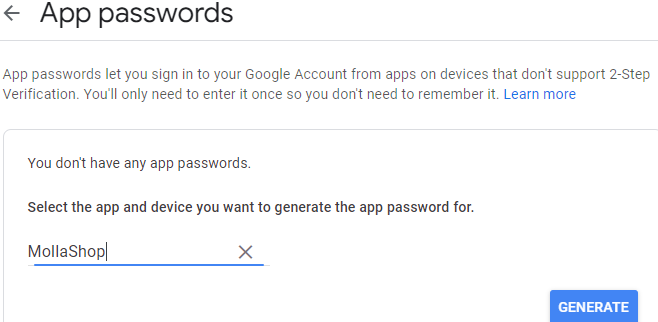 App passwords
App passwords let you sign in to your Google Account from apps on devices that don't support 2-Step
Verification. You'll only need to enter it once so you don't need to remember it. Learn more
You don't have any app passwords.
Select the app and device you want to generate the app password for.
MollaShop
GENERATE